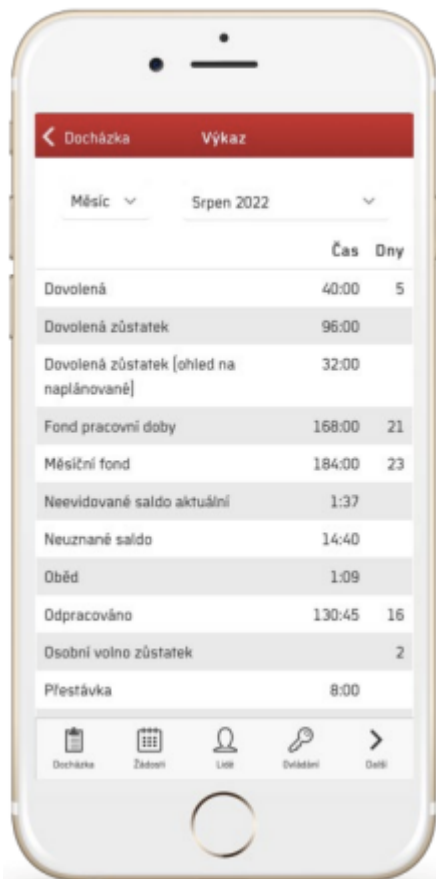 Docházka Výkaz
Měsíc Srpen 2022
Čas Dny
Dovolená 40:00 5
Dovolená zůstatek 96:00
Dovolená zůstatek (ohled na 32:00
naplánované)
Fond pracovní doby 168:00 21
Měsíční fond 184:00 23
Neevidované saldo aktuální 1:37
Neuznané saldo 14:40
Oběd 1:09
Odpracováno 130:45 16
Osobní volno zůstatek 2
Přestávka 8:00
Docházka Žádosti Lidé Ovládání Další